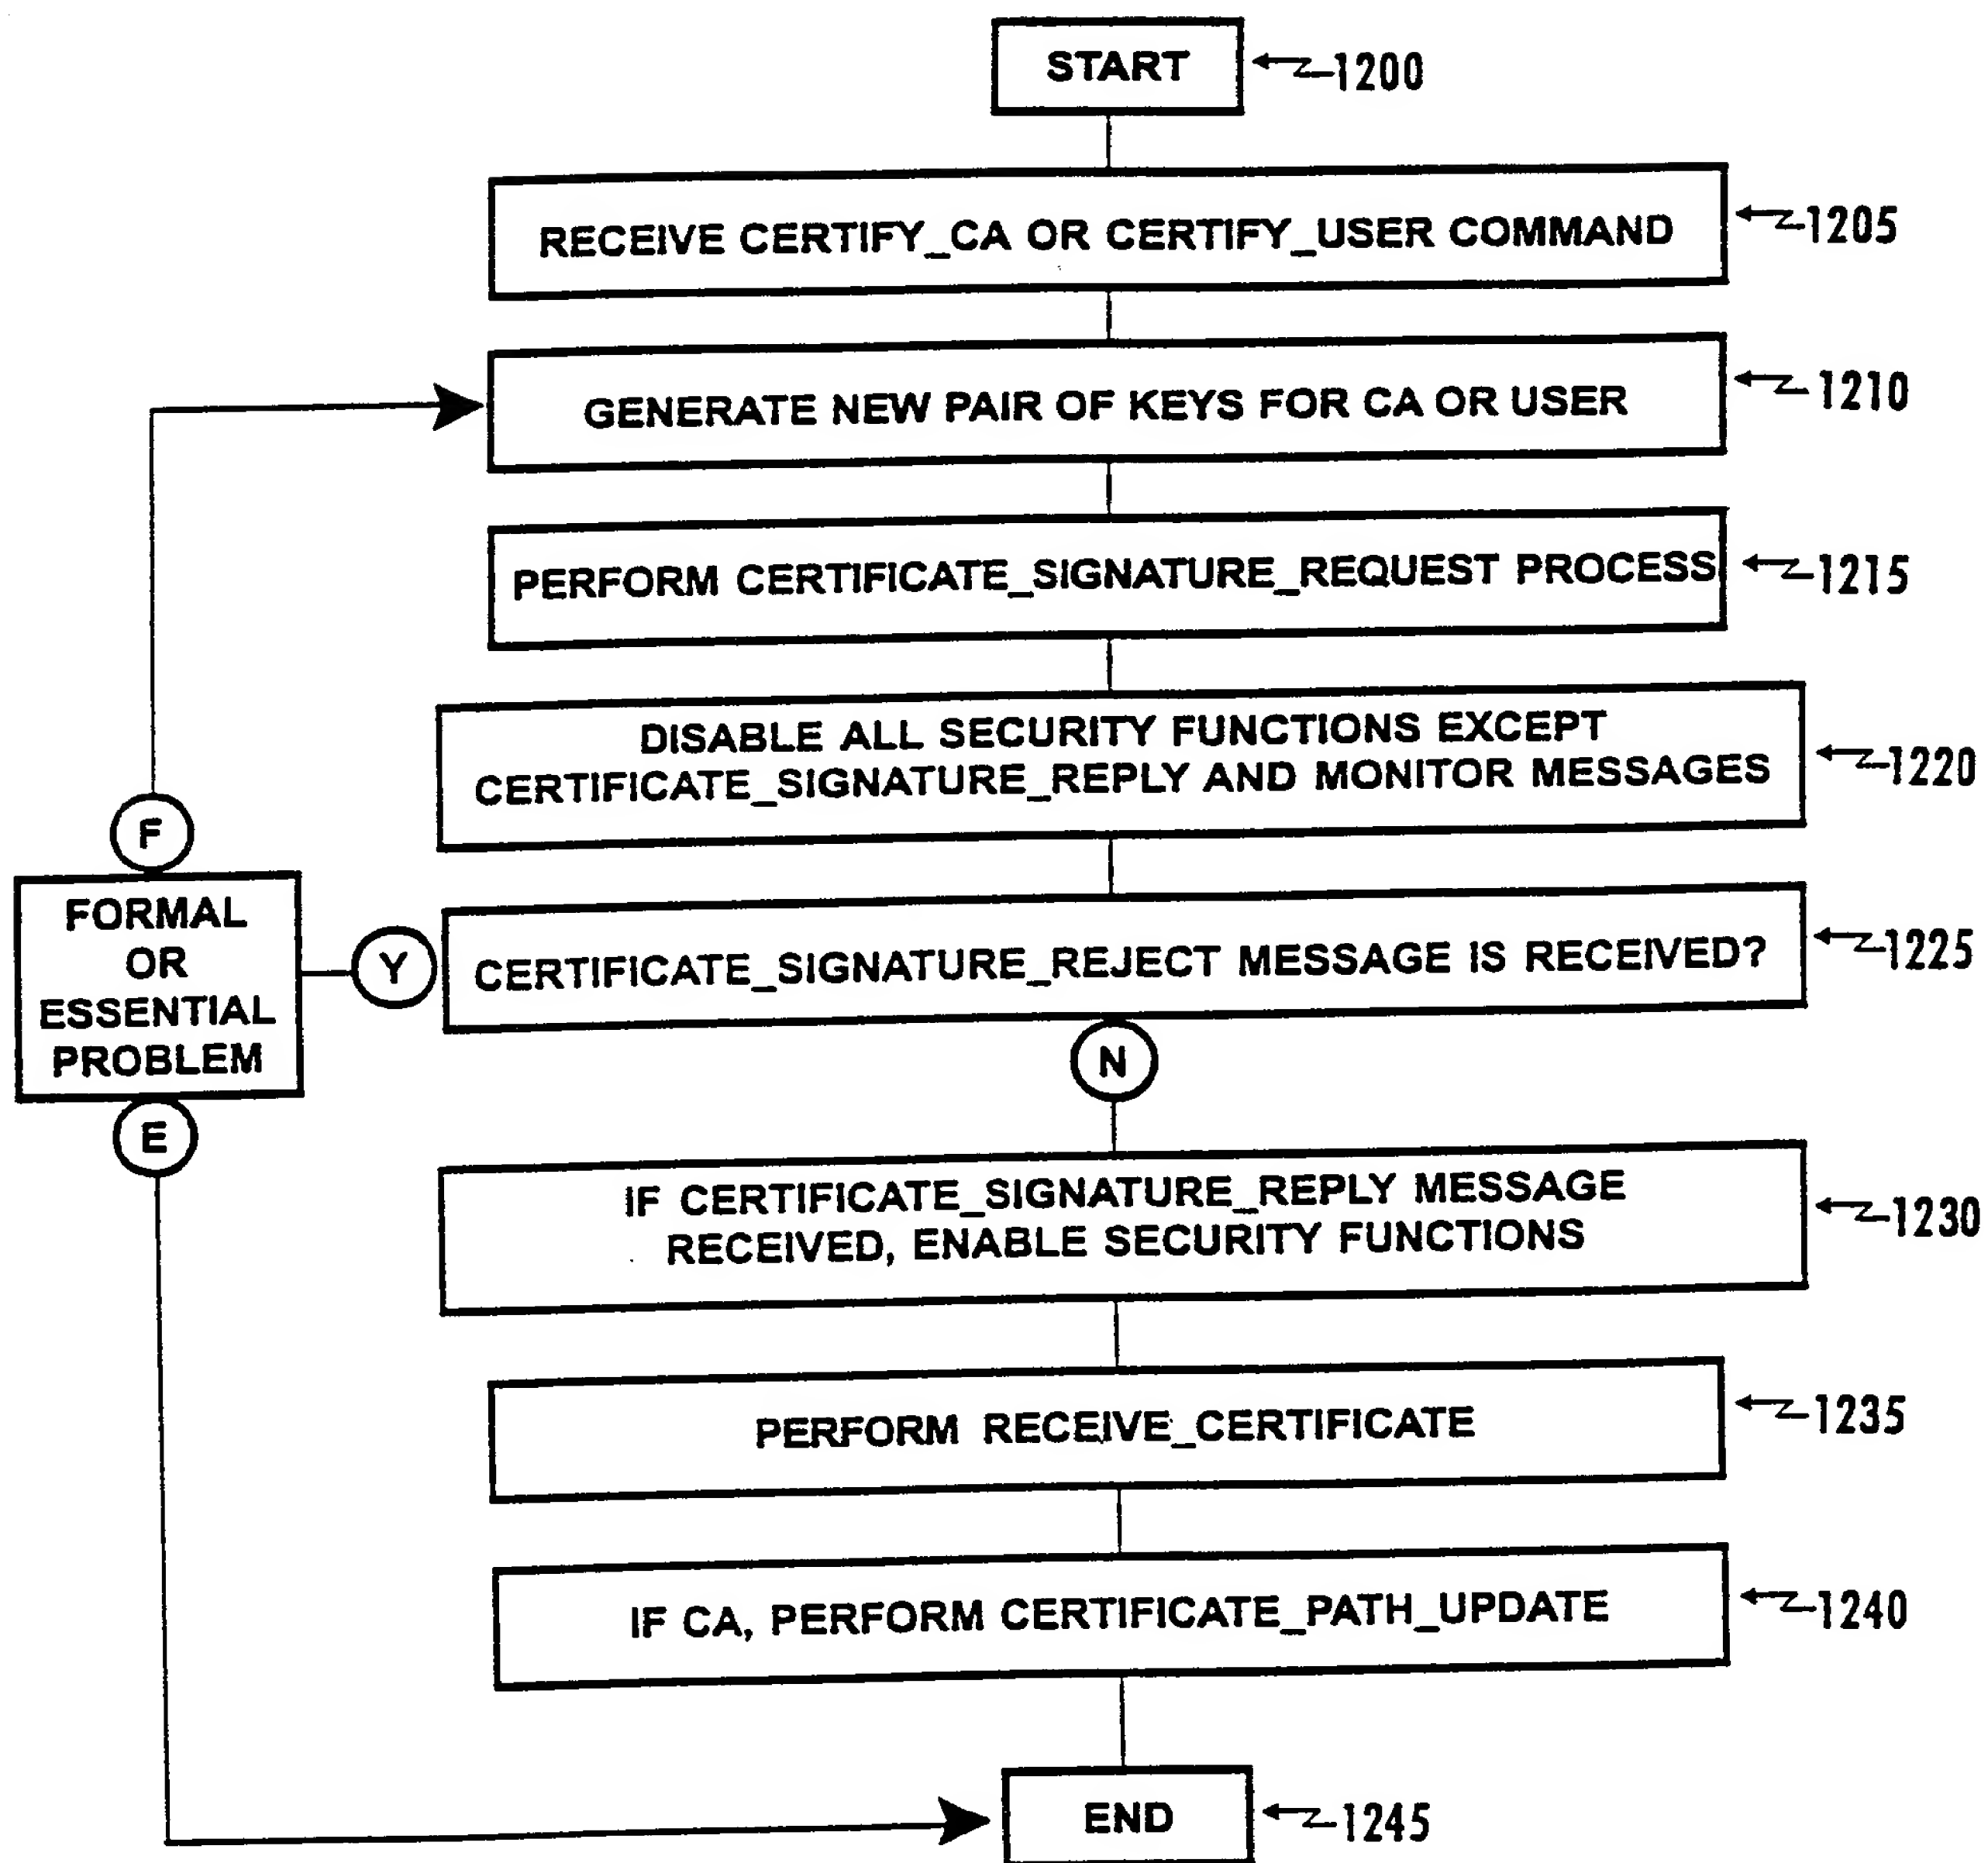 START
1200
RECEIVE CERTIFY_CA OR CERTIFY_USER COMMAND
1205
GENERATE NEW PAIR OF KEYS FOR CA OR USER
1210
PERFORM CERTIFICATE_SIGNATURE_REQUEST PROCESS
1215
DISABLE ALL SECURITY FUNCTIONS EXCEPT
CERTIFICATE_SIGNATURE_REPLY AND MONITOR MESSAGES
1220
F
FORMAL
OR
ESSENTIAL
PROBLEM
Y
CERTIFICATE_SIGNATURE_REJECT MESSAGE IS RECEIVED?
1225
N
E
IF CERTIFICATE_SIGNATURE_REPLY MESSAGE
RECEIVED, ENABLE SECURITY FUNCTIONS
1230
PERFORM RECEIVE_CERTIFICATE
1235
IF CA, PERFORM CERTIFICATE_PATH_UPDATE
1240
END
1245